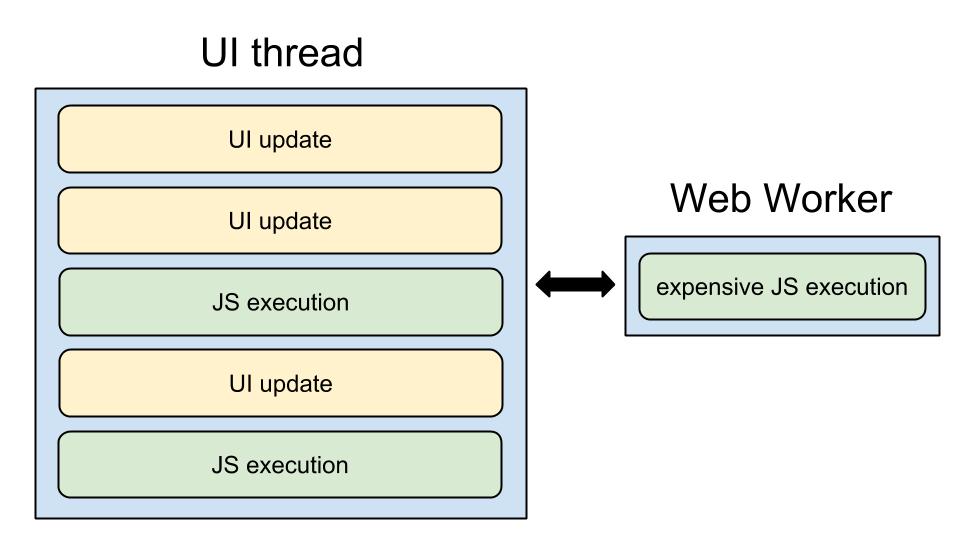 UI thread
UI update
UI update
JS execution
UI update
JS execution
Web Worker
expensive JS execution